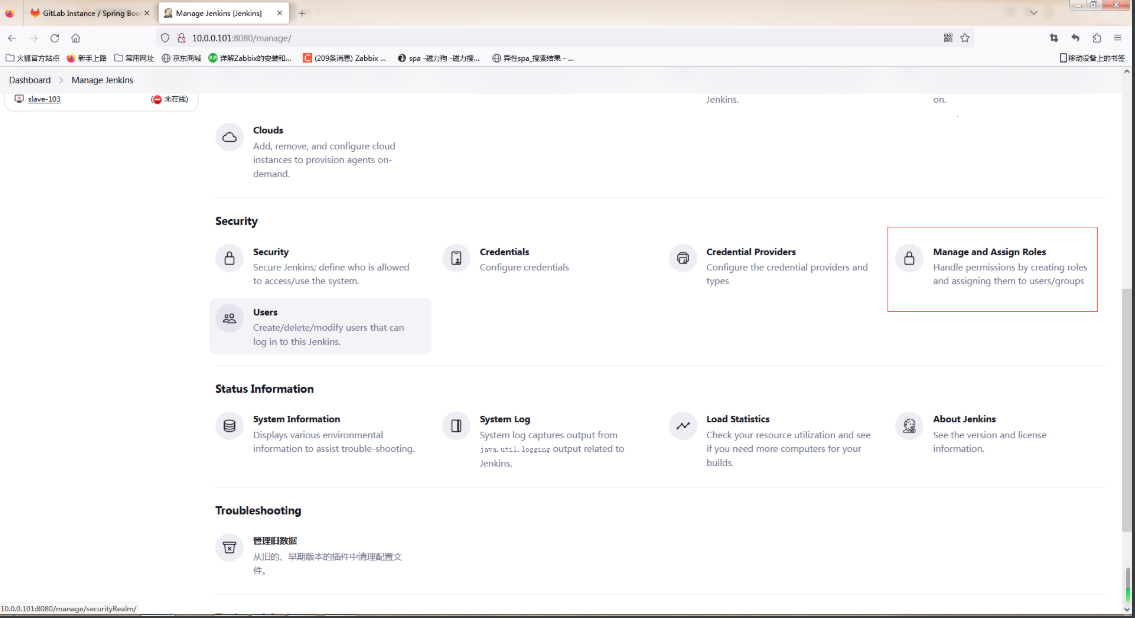 GitLab Instance / Spring Boo
Manage Jenkins [Jenkins]
10.0.0.101:8080/manage/
火狐官方站点
新手上路
常用网址
京东商城
详解Zabbix的安装和...
(209条消息) Zabbix ...
spa -磁力狗 -磁力搜...
异性spa_搜索结果 - ...
移动设备上的书签
Dashboard
Manage Jenkins
slave-103
(未在线)
Jenkins.
on.
Clouds
Add, remove, and configure cloud
instances to provision agents on-
demand.
Security
Security
Secure Jenkins; define who is allowed
to access/use the system.
Credentials
Configure credentials
Credential Providers
Configure the credential providers and
types
Manage and Assign Roles
Handle permissions by creating roles
and assigning them to users/groups
Users
Create/delete/modify users that can
log in to this Jenkins.
Status Information
System Information
Displays various environmental
information to assist trouble-shooting.
System Log
System log captures output from
java.util.logging output related to
Jenkins.
Load Statistics
Check your resource utilization and see
if you need more computers for your
builds.
About Jenkins
See the version and license
information.
Troubleshooting
管理旧数据
从旧的、早期版本的插件中清理配置文
件。
10.0.0.101:8080/manage/securityRealm/